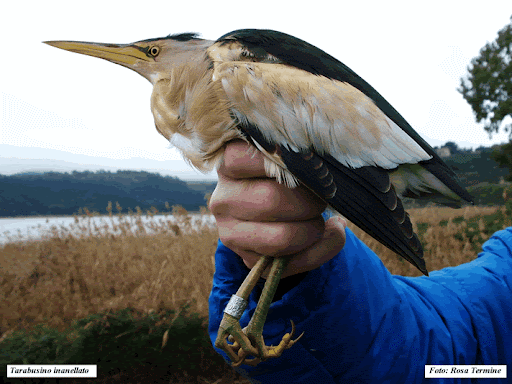 Tarabusino inanellato
Foto: Rosa Termine